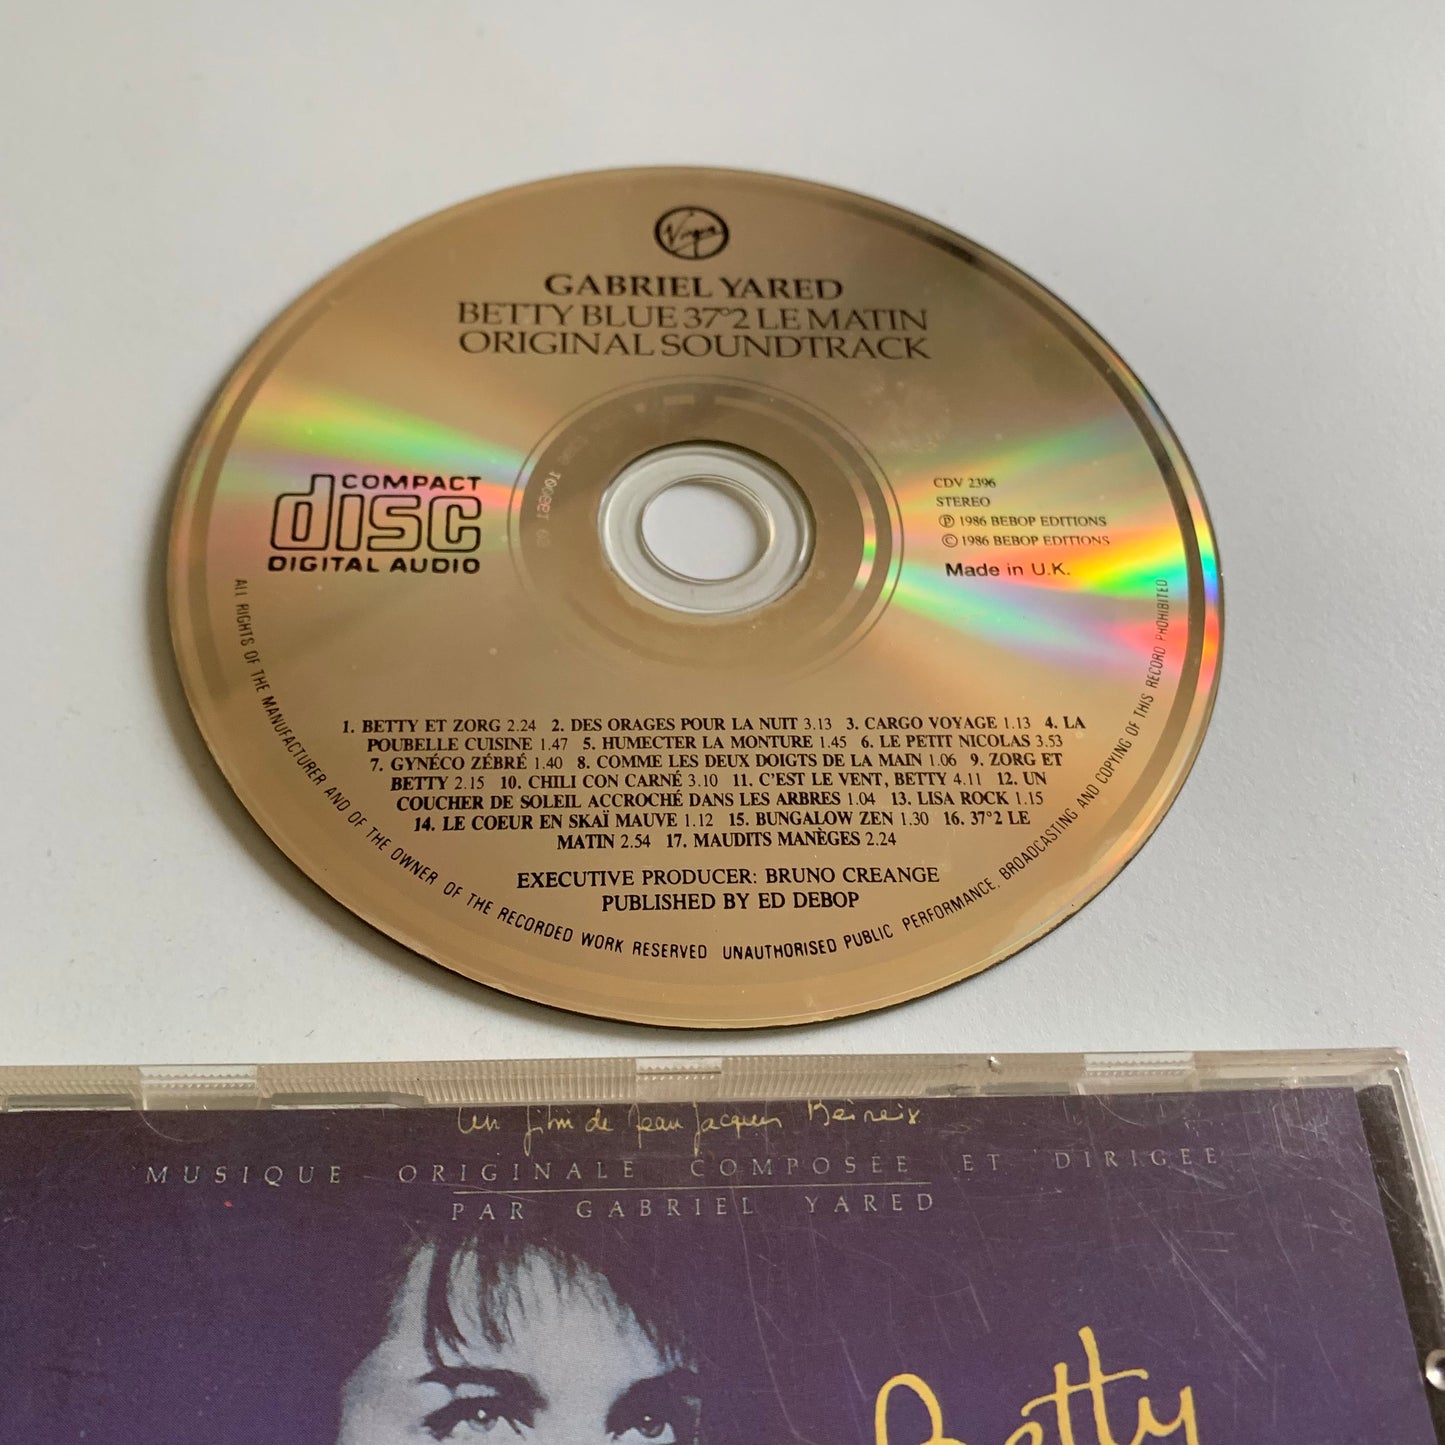 Virgin
GABRIEL YARED
BETTY BLUE 37°2 LE MATIN
ORIGINAL SOUNDTRACK
COMPACT
disc
DIGITAL AUDIO
CDV 2396
STEREO
Ⓟ 1986 BEBOP EDITIONS
© 1986 BEBOP EDITIONS
Made in U.K.
1. BETTY ET ZORG 2.24 2. DES ORAGES POUR LA NUIT 3.13 3. CARGO VOYAGE 1.13 4. LA
POUBELLE CUISINE 1.47 5. HUMECTER LA MONTURE 1.45 6. LE PETIT NICOLAS 3.53
7. GYNÉCO ZÉBRÉ 1.40 8. COMME LES DEUX DOIGTS DE LA MAIN 1.06 9. ZORG ET
BETTY 2.15 10. CHILI CON CARNÉ 3.10 11. C'EST LE VENT, BETTY 4.11 12. UN
COUCHER DE SOLEIL ACCROCHÉ DANS LES ARBRES 1.04 13. LISA ROCK 1.15
14. LE COEUR EN SKAÏ MAUVE 1.12 15. BUNGALOW ZEN 1.30 16. 37°2 LE
MATIN 2.54 17. MAUDITS MANÈGES 2.24
EXECUTIVE PRODUCER: BRUNO CREANGE
PUBLISHED BY ED DEBOP
ALL RIGHTS OF THE MANUFACTURER AND OF THE OWNER OF THE RECORDED WORK RESERVED UNAUTHORISED PUBLIC PERFORMANCE, BROADCASTING AND COPYING OF THIS RECORD PROHIBITED
Un film de Jean Jacques Beineix
MUSIQUE ORIGINALE COMPOSÉE ET DIRIGÉE
PAR GABRIEL YARED
Betty